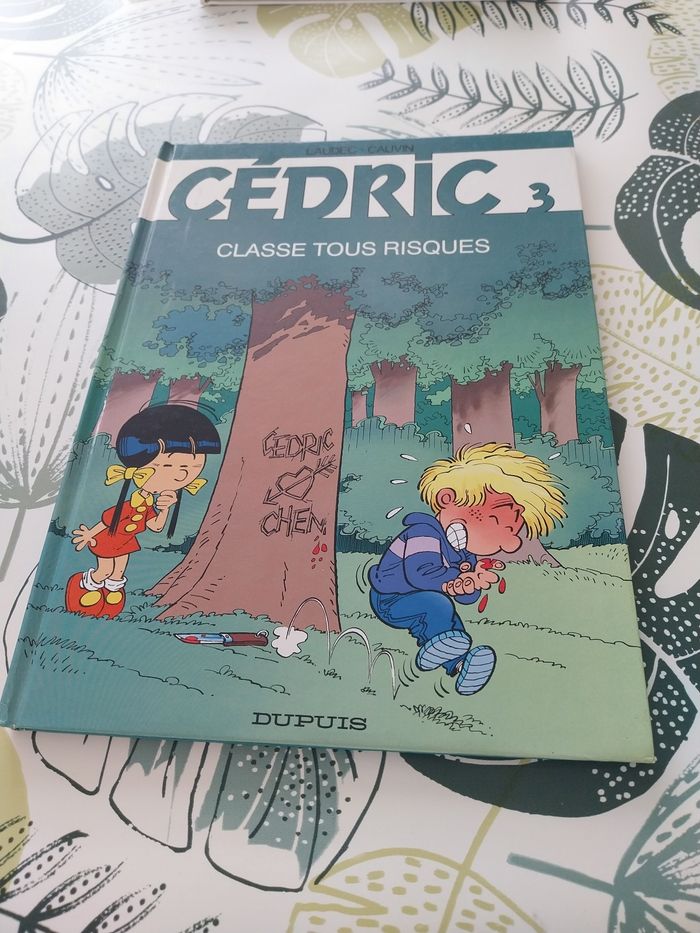 LAUDEC - CAUVIN
CÉDRIC 3
CLASSE TOUS RISQUES
CÉDRIC
CHEN
DUPUIS